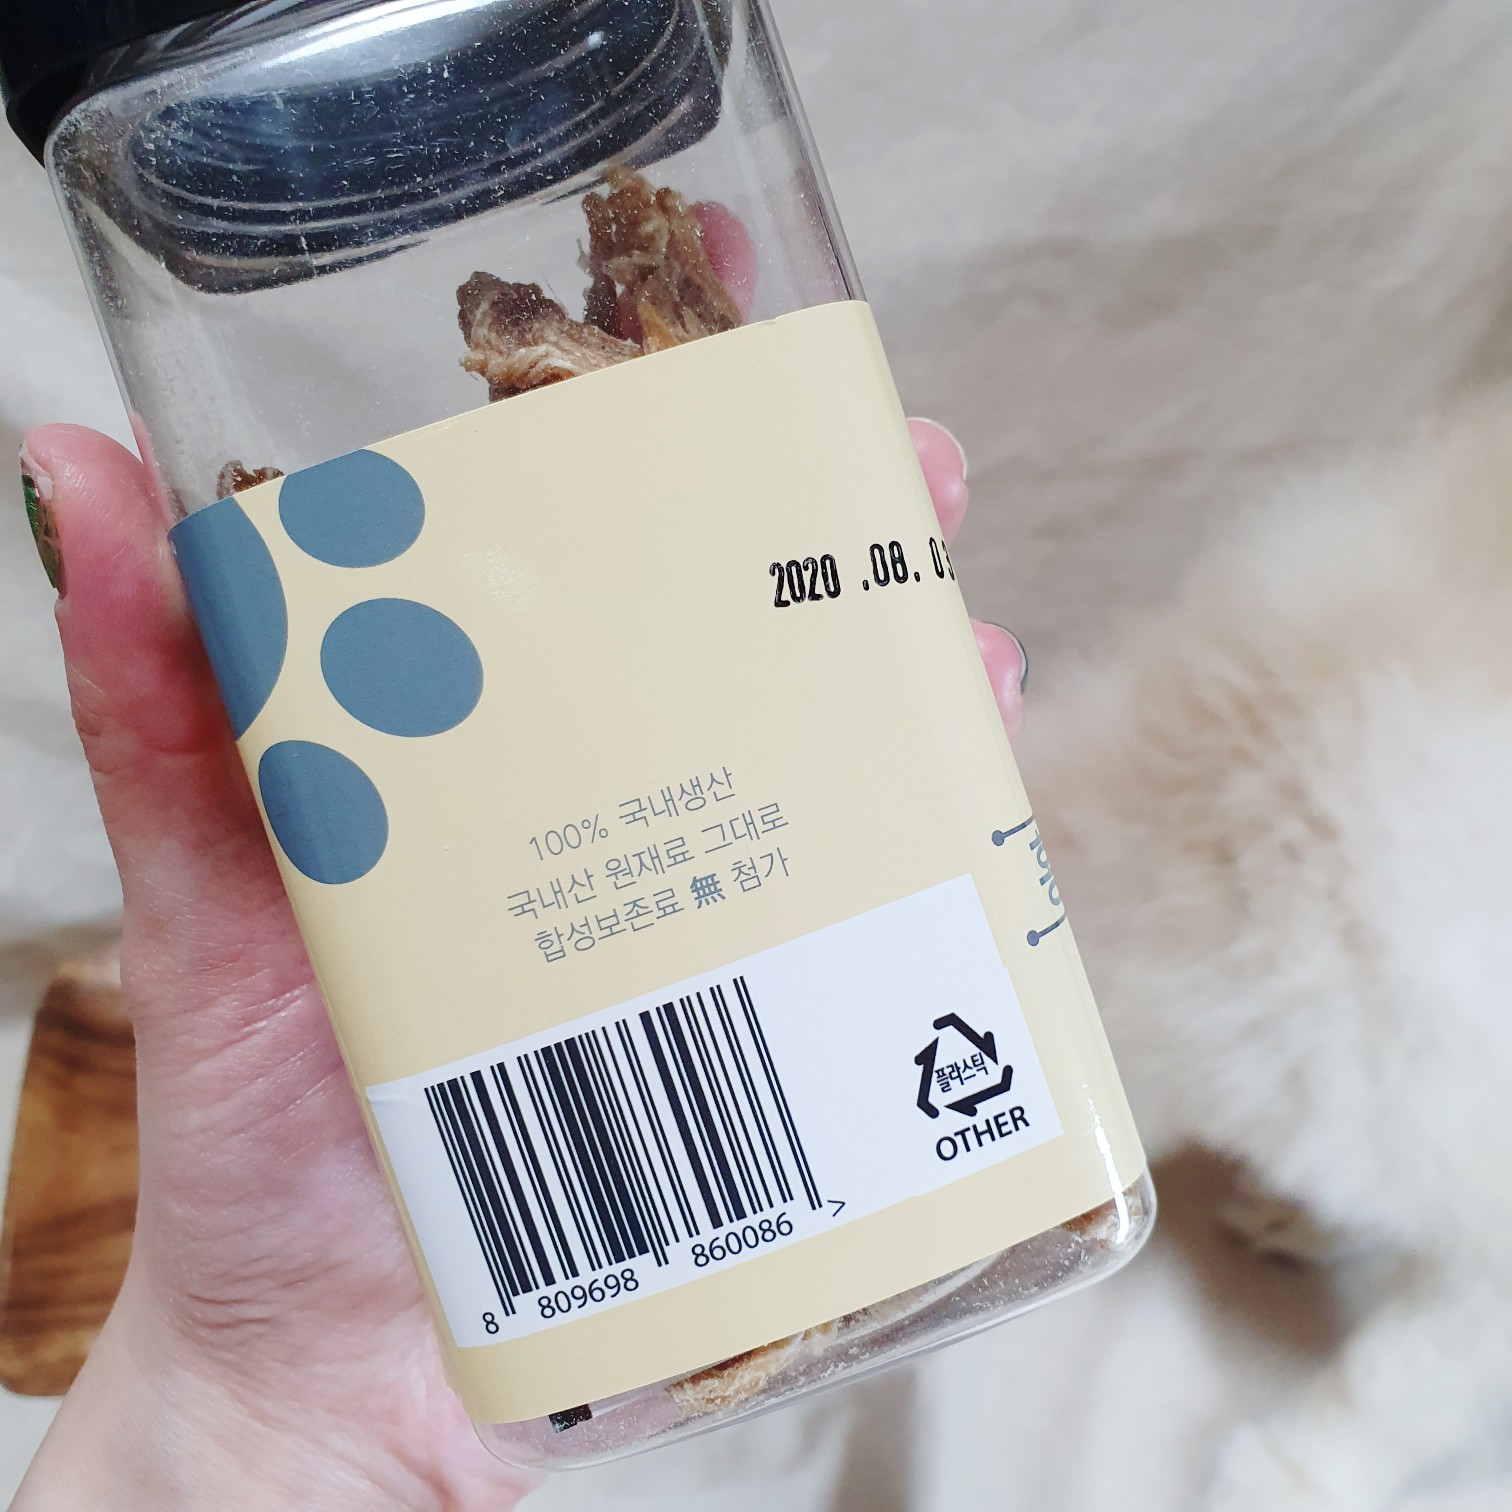 2020 .08. 03
100% 국내생산
국내산 원재료 그대로
합성보존료 無 첨가
플라스틱
OTHER
8 809698 860086 >